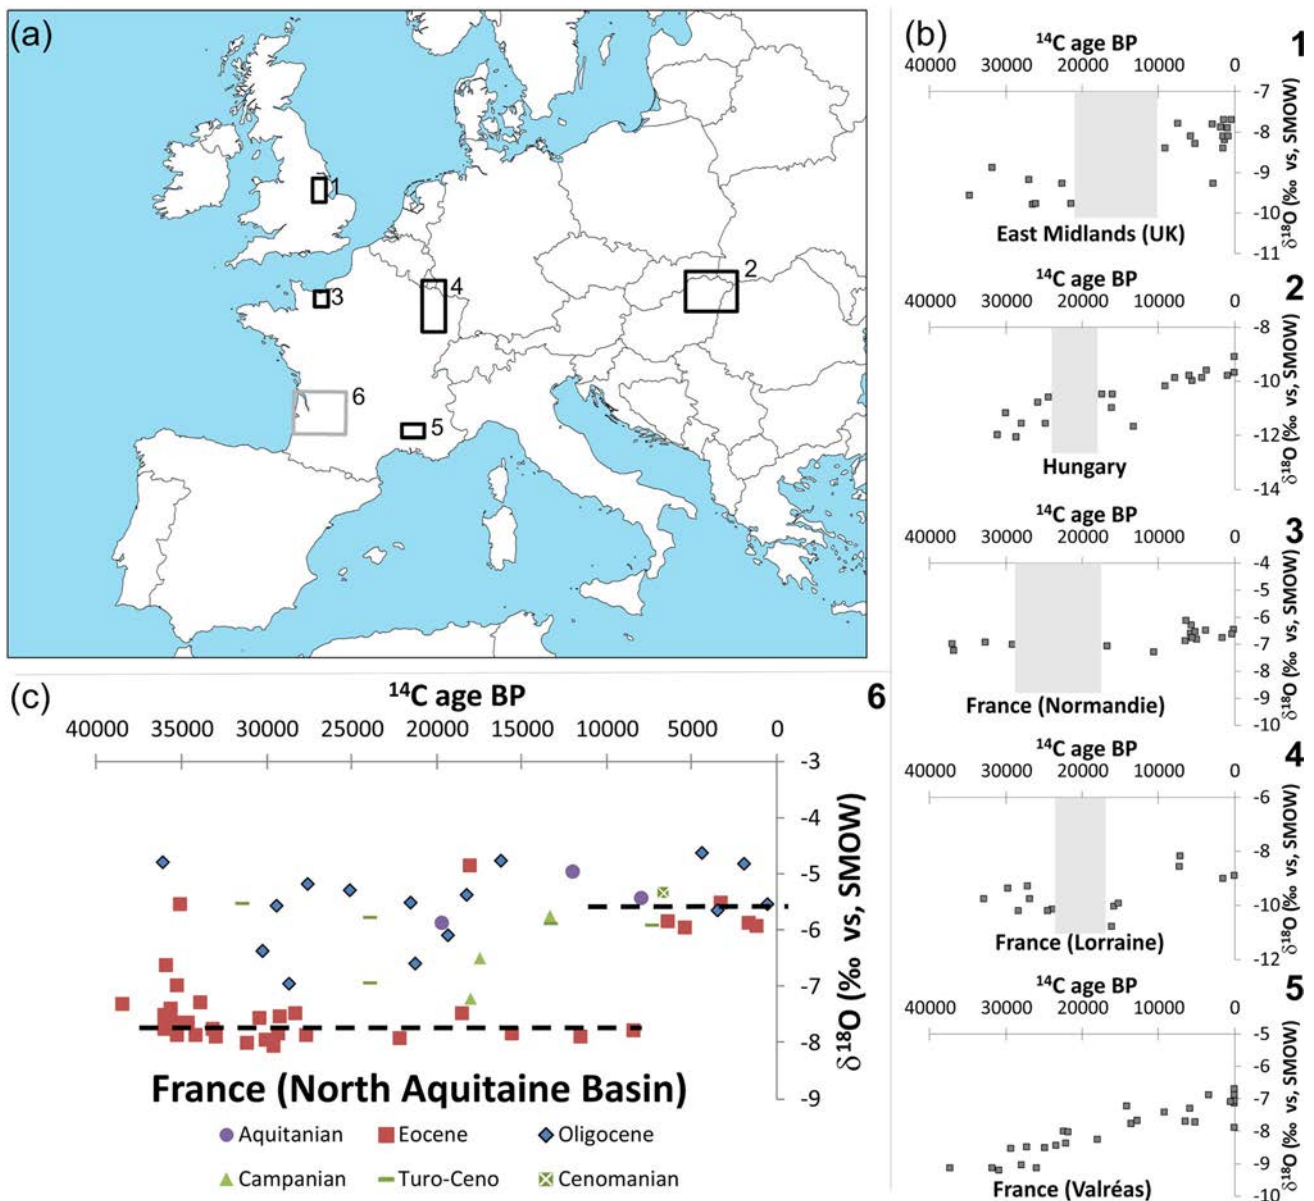 (a)
1
2
3
4
5
6
(b)
1
¹⁴C age BP
40000 30000 20000 10000 0
-7
-8
-9
-10
-11
δ¹⁸O (‰ vs, SMOW)
East Midlands (UK)
2
¹⁴C age BP
40000 30000 20000 10000 0
-8
-10
-12
-14
δ¹⁸O (‰ vs, SMOW)
Hungary
3
¹⁴C age BP
40000 30000 20000 10000 0
-4
-5
-6
-7
-8
-9
-10
δ¹⁸O (‰ vs, SMOW)
France (Normandie)
4
¹⁴C age BP
40000 30000 20000 10000 0
-6
-8
-10
-12
δ¹⁸O (‰ vs, SMOW)
France (Lorraine)
5
¹⁴C age BP
40000 30000 20000 10000 0
-5
-6
-7
-8
-9
-10
δ¹⁸O (‰ vs, SMOW)
France (Valréas)
(c)
6
¹⁴C age BP
40000 35000 30000 25000 20000 15000 10000 5000 0
-3
-4
-5
-6
-7
-8
-9
δ¹⁸O (‰ vs, SMOW)
France (North Aquitaine Basin)
Aquitanian Eocene Oligocene
Campanian Turo-Ceno Cenomanian